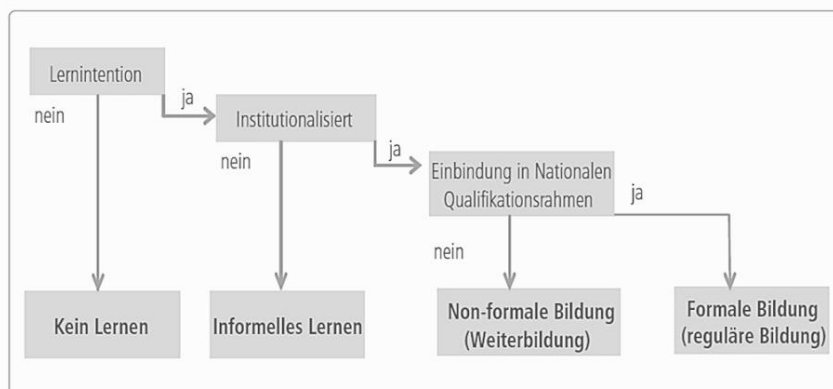 Lernintention
ja
nein
Institutionalisiert
ja
nein
Einbindung in Nationalen
Qualifikationsrahmen
ja
nein
Kein Lernen
Informelles Lernen
Non-formale Bildung
(Weiterbildung)
Formale Bildung
(reguläre Bildung)